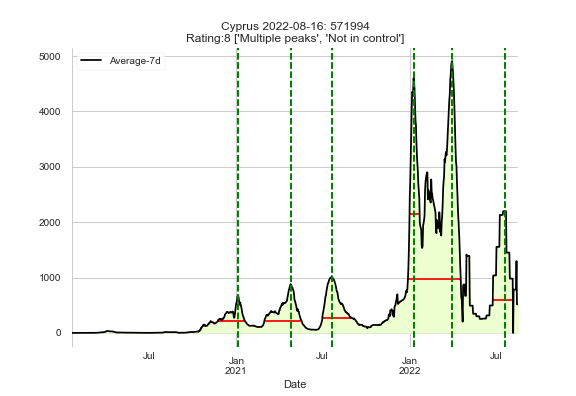 Cyprus 2022-08-16: 571994
Rating:8 ['Multiple peaks', 'Not in control']
Average-7d
5000
4000
3000
2000
1000
0
Jul
Jan
2021
Jul
Jan
2022
Jul
Date